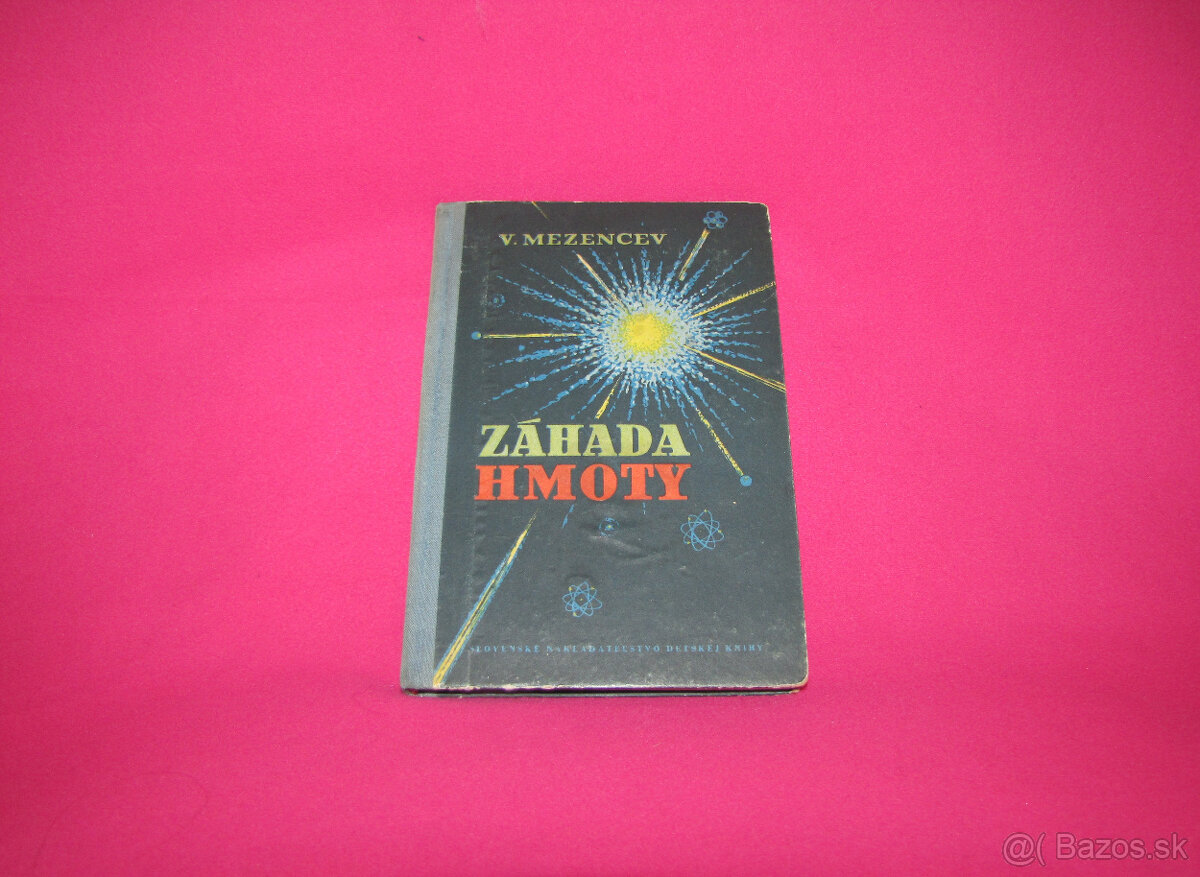 V. MEZENCEV
ZÁHADA
HMOTY
SLOVENSKÉ NAKLADATEĽSTVO DETSKEJ KNIHY
@( Bazos.sk